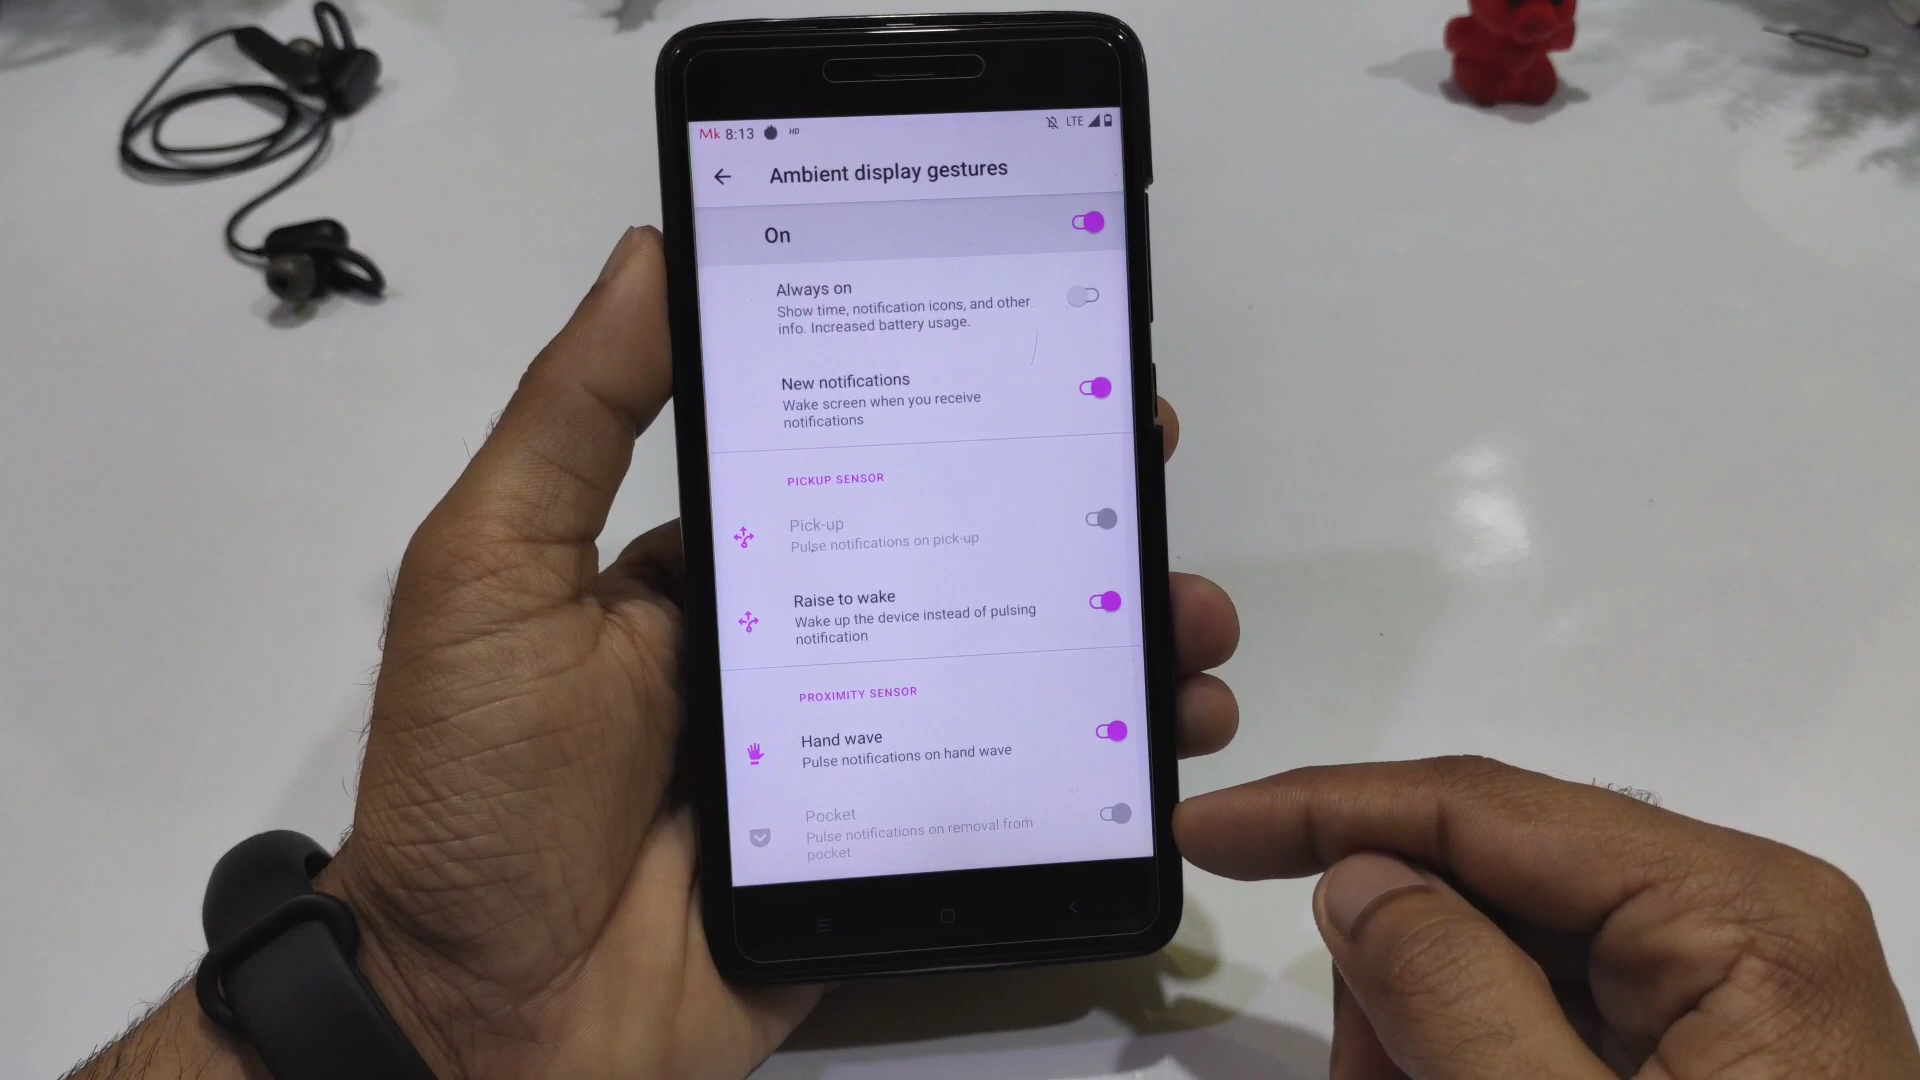 Mk 8:13 HD LTE
Ambient display gestures
On
Always on
Show time, notification icons, and other
info. Increased battery usage.
New notifications
Wake screen when you receive
notifications
PICKUP SENSOR
Pick-up
Pulse notifications on pick-up
Raise to wake
Wake up the device instead of pulsing
notification
PROXIMITY SENSOR
Hand wave
Pulse notifications on hand wave
Pocket
Pulse notifications on removal from
pocket